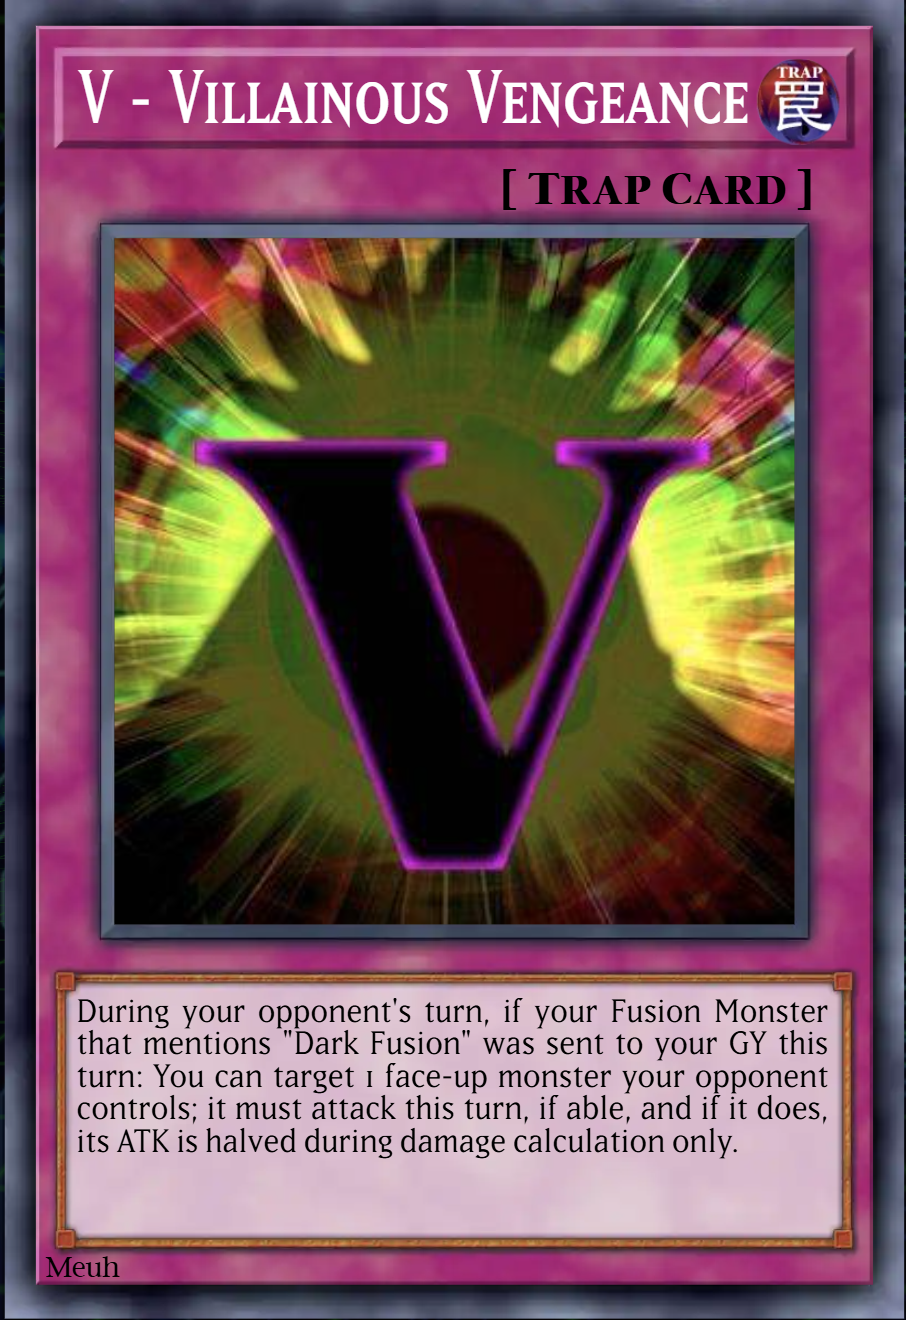 V - Villainous Vengeance
TRAP
罠
[ Trap Card ]
V
During your opponent's turn, if your Fusion Monster
that mentions "Dark Fusion" was sent to your GY this
turn: You can target 1 face-up monster your opponent
controls; it must attack this turn, if able, and if it does,
its ATK is halved during damage calculation only.
Meuh